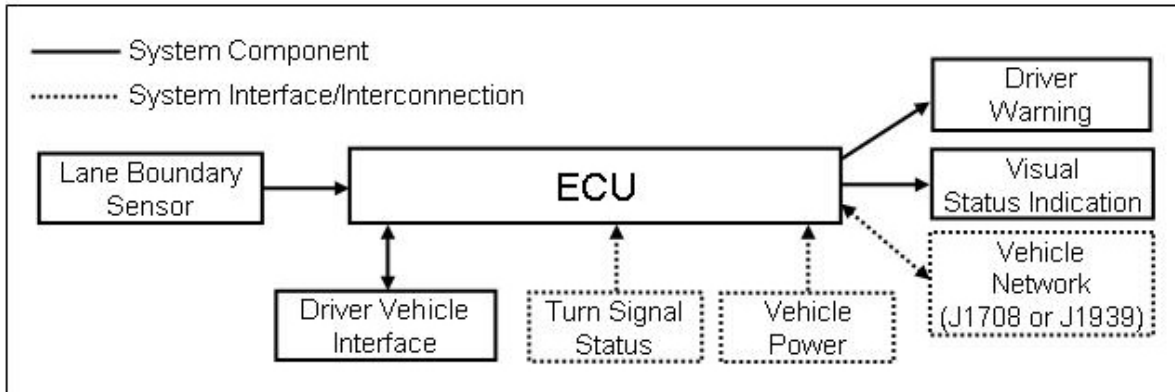 System Component
System Interface/Interconnection
Driver
Warning
Lane Boundary
Sensor
ECU
Visual
Status Indication
Driver Vehicle
Interface
Turn Signal
Status
Vehicle
Power
Vehicle
Network
(J1708 or J1939)